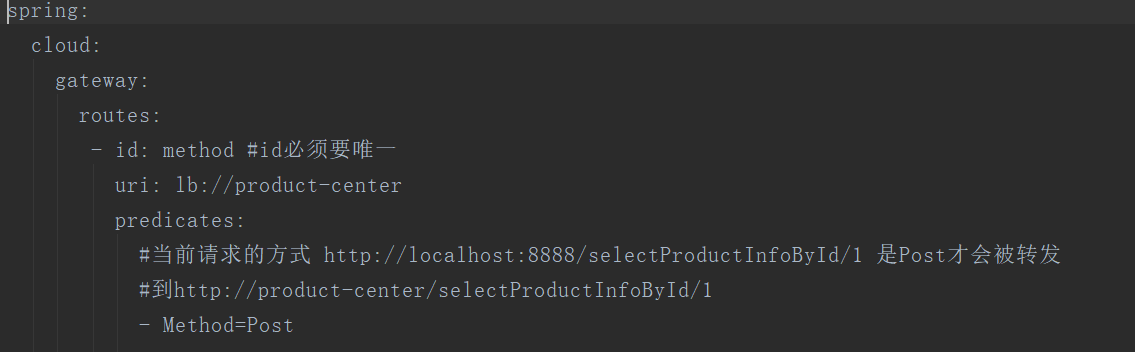 spring:
cloud:
gateway:
routes:
- id: method #id必须要唯一
uri: lb://product-center
predicates:
#当前请求的方式 http://localhost:8888/selectProductInfoById/1 是Post才会被转发
#到http://product-center/selectProductInfoById/1
- Method=Post